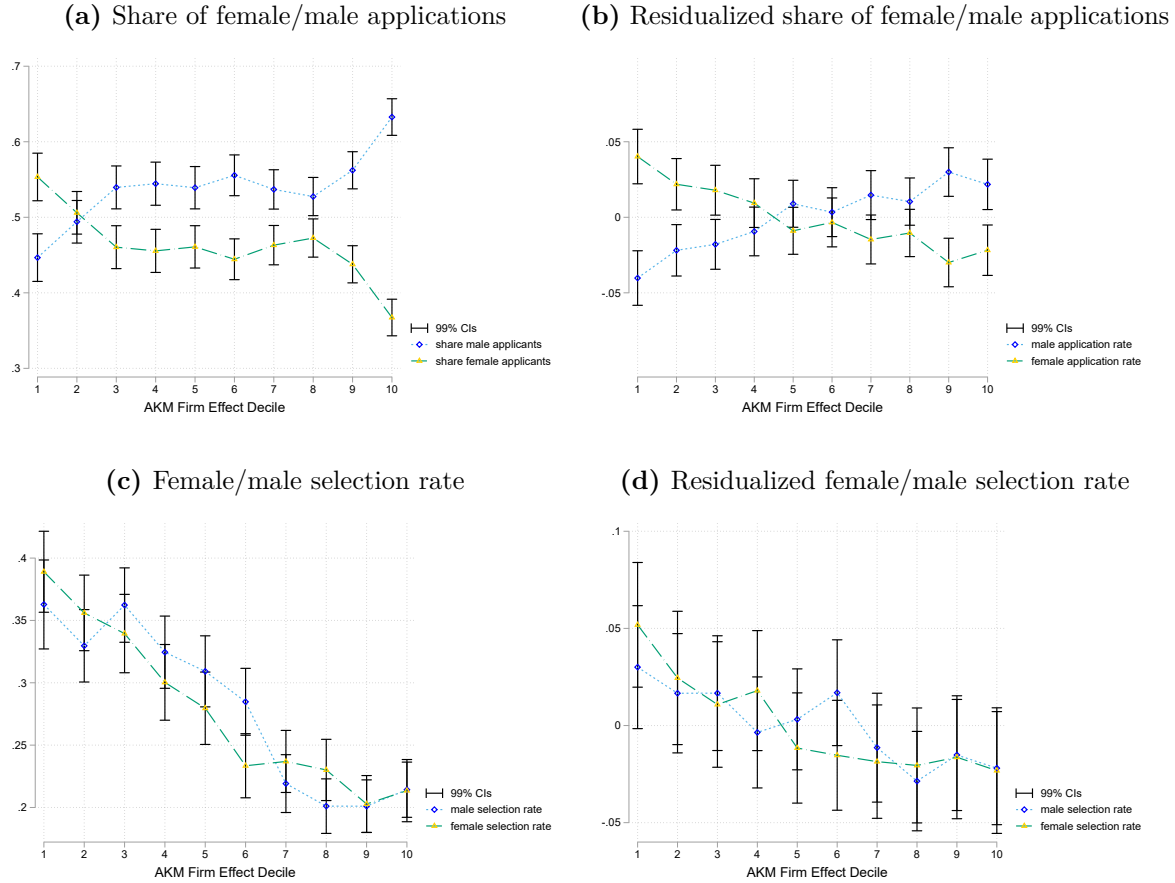 (a) Share of female/male applications
.7
.6
.5
.4
.3
1 2 3 4 5 6 7 8 9 10
AKM Firm Effect Decile
99% CIs
share male applicants
share female applicants
(b) Residualized share of female/male applications
.05
0
-.05
1 2 3 4 5 6 7 8 9 10
AKM Firm Effect Decile
99% CIs
male application rate
female application rate
(c) Female/male selection rate
.4
.35
.3
.25
.2
1 2 3 4 5 6 7 8 9 10
AKM Firm Effect Decile
99% CIs
male selection rate
female selection rate
(d) Residualized female/male selection rate
.1
.05
0
-.05
1 2 3 4 5 6 7 8 9 10
AKM Firm Effect Decile
99% CIs
male selection rate
female selection rate